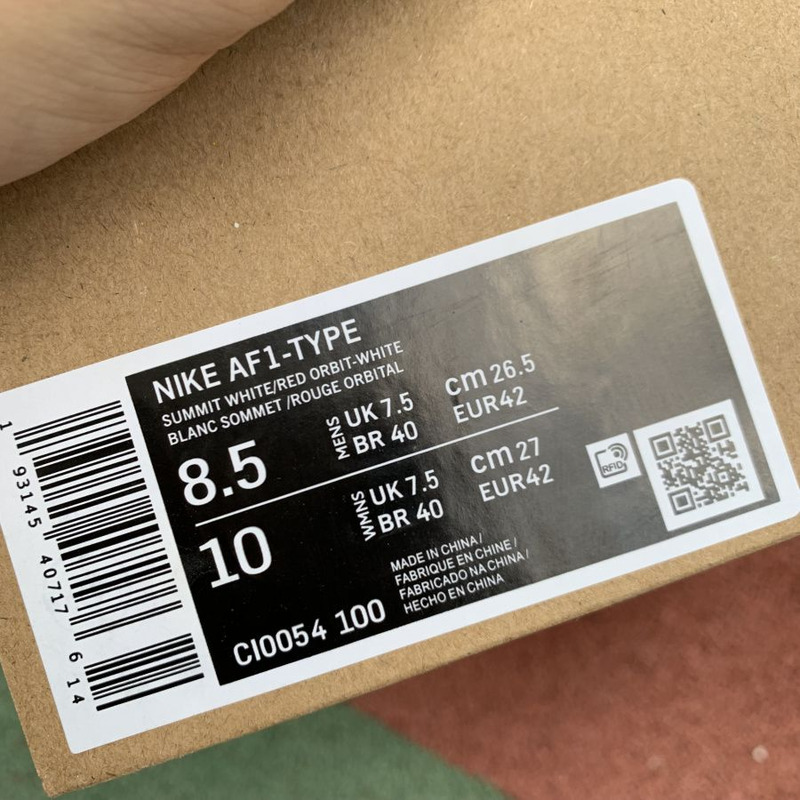 NIKE AF1-TYPE
SUMMIT WHITE/RED ORBIT-WHITE
BLANC SOMMET /ROUGE ORBITAL
8.5 MENS UK 7.5 cm 26.5
BR 40 EUR42
10 WMNS UK 7.5 cm 27
BR 40 EUR42
CI0054 100
MADE IN CHINA /
FABRIQUE EN CHINE /
FABRICADO NA CHINA /
HECHO EN CHINA
RFID
1 93145 40717 6 14